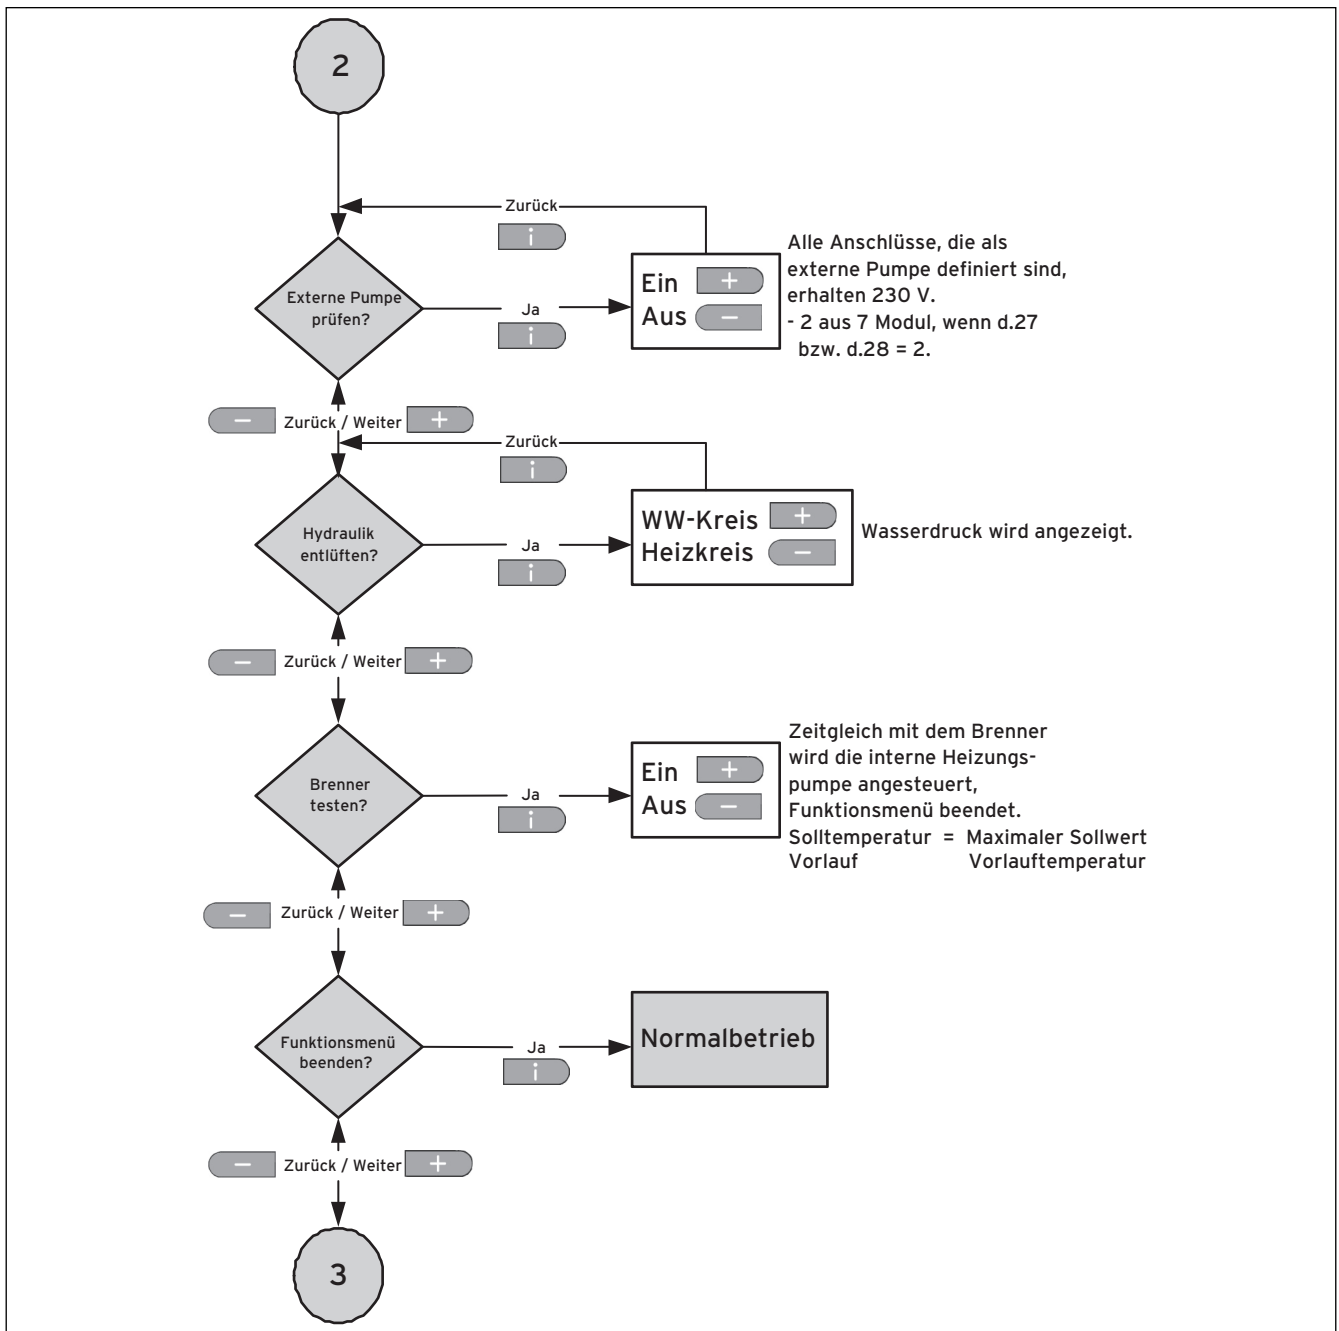 2
Zurück
i
Externe Pumpe
prüfen?
Ja
i
Ein +
Aus −
Alle Anschlüsse, die als
externe Pumpe definiert sind,
erhalten 230 V.
- 2 aus 7 Modul, wenn d.27
bzw. d.28 = 2.
− Zurück / Weiter +
Zurück
i
Hydraulik
entlüften?
Ja
i
WW-Kreis +
Heizkreis −
Wasserdruck wird angezeigt.
− Zurück / Weiter +
Brenner
testen?
Ja
i
Ein +
Aus −
Zeitgleich mit dem Brenner
wird die interne Heizungs-
pumpe angesteuert,
Funktionsmenü beendet.
Solltemperatur = Maximaler Sollwert
Vorlauf Vorlauftemperatur
− Zurück / Weiter +
Funktionsmenü
beenden?
Ja
i
Normalbetrieb
− Zurück / Weiter +
3